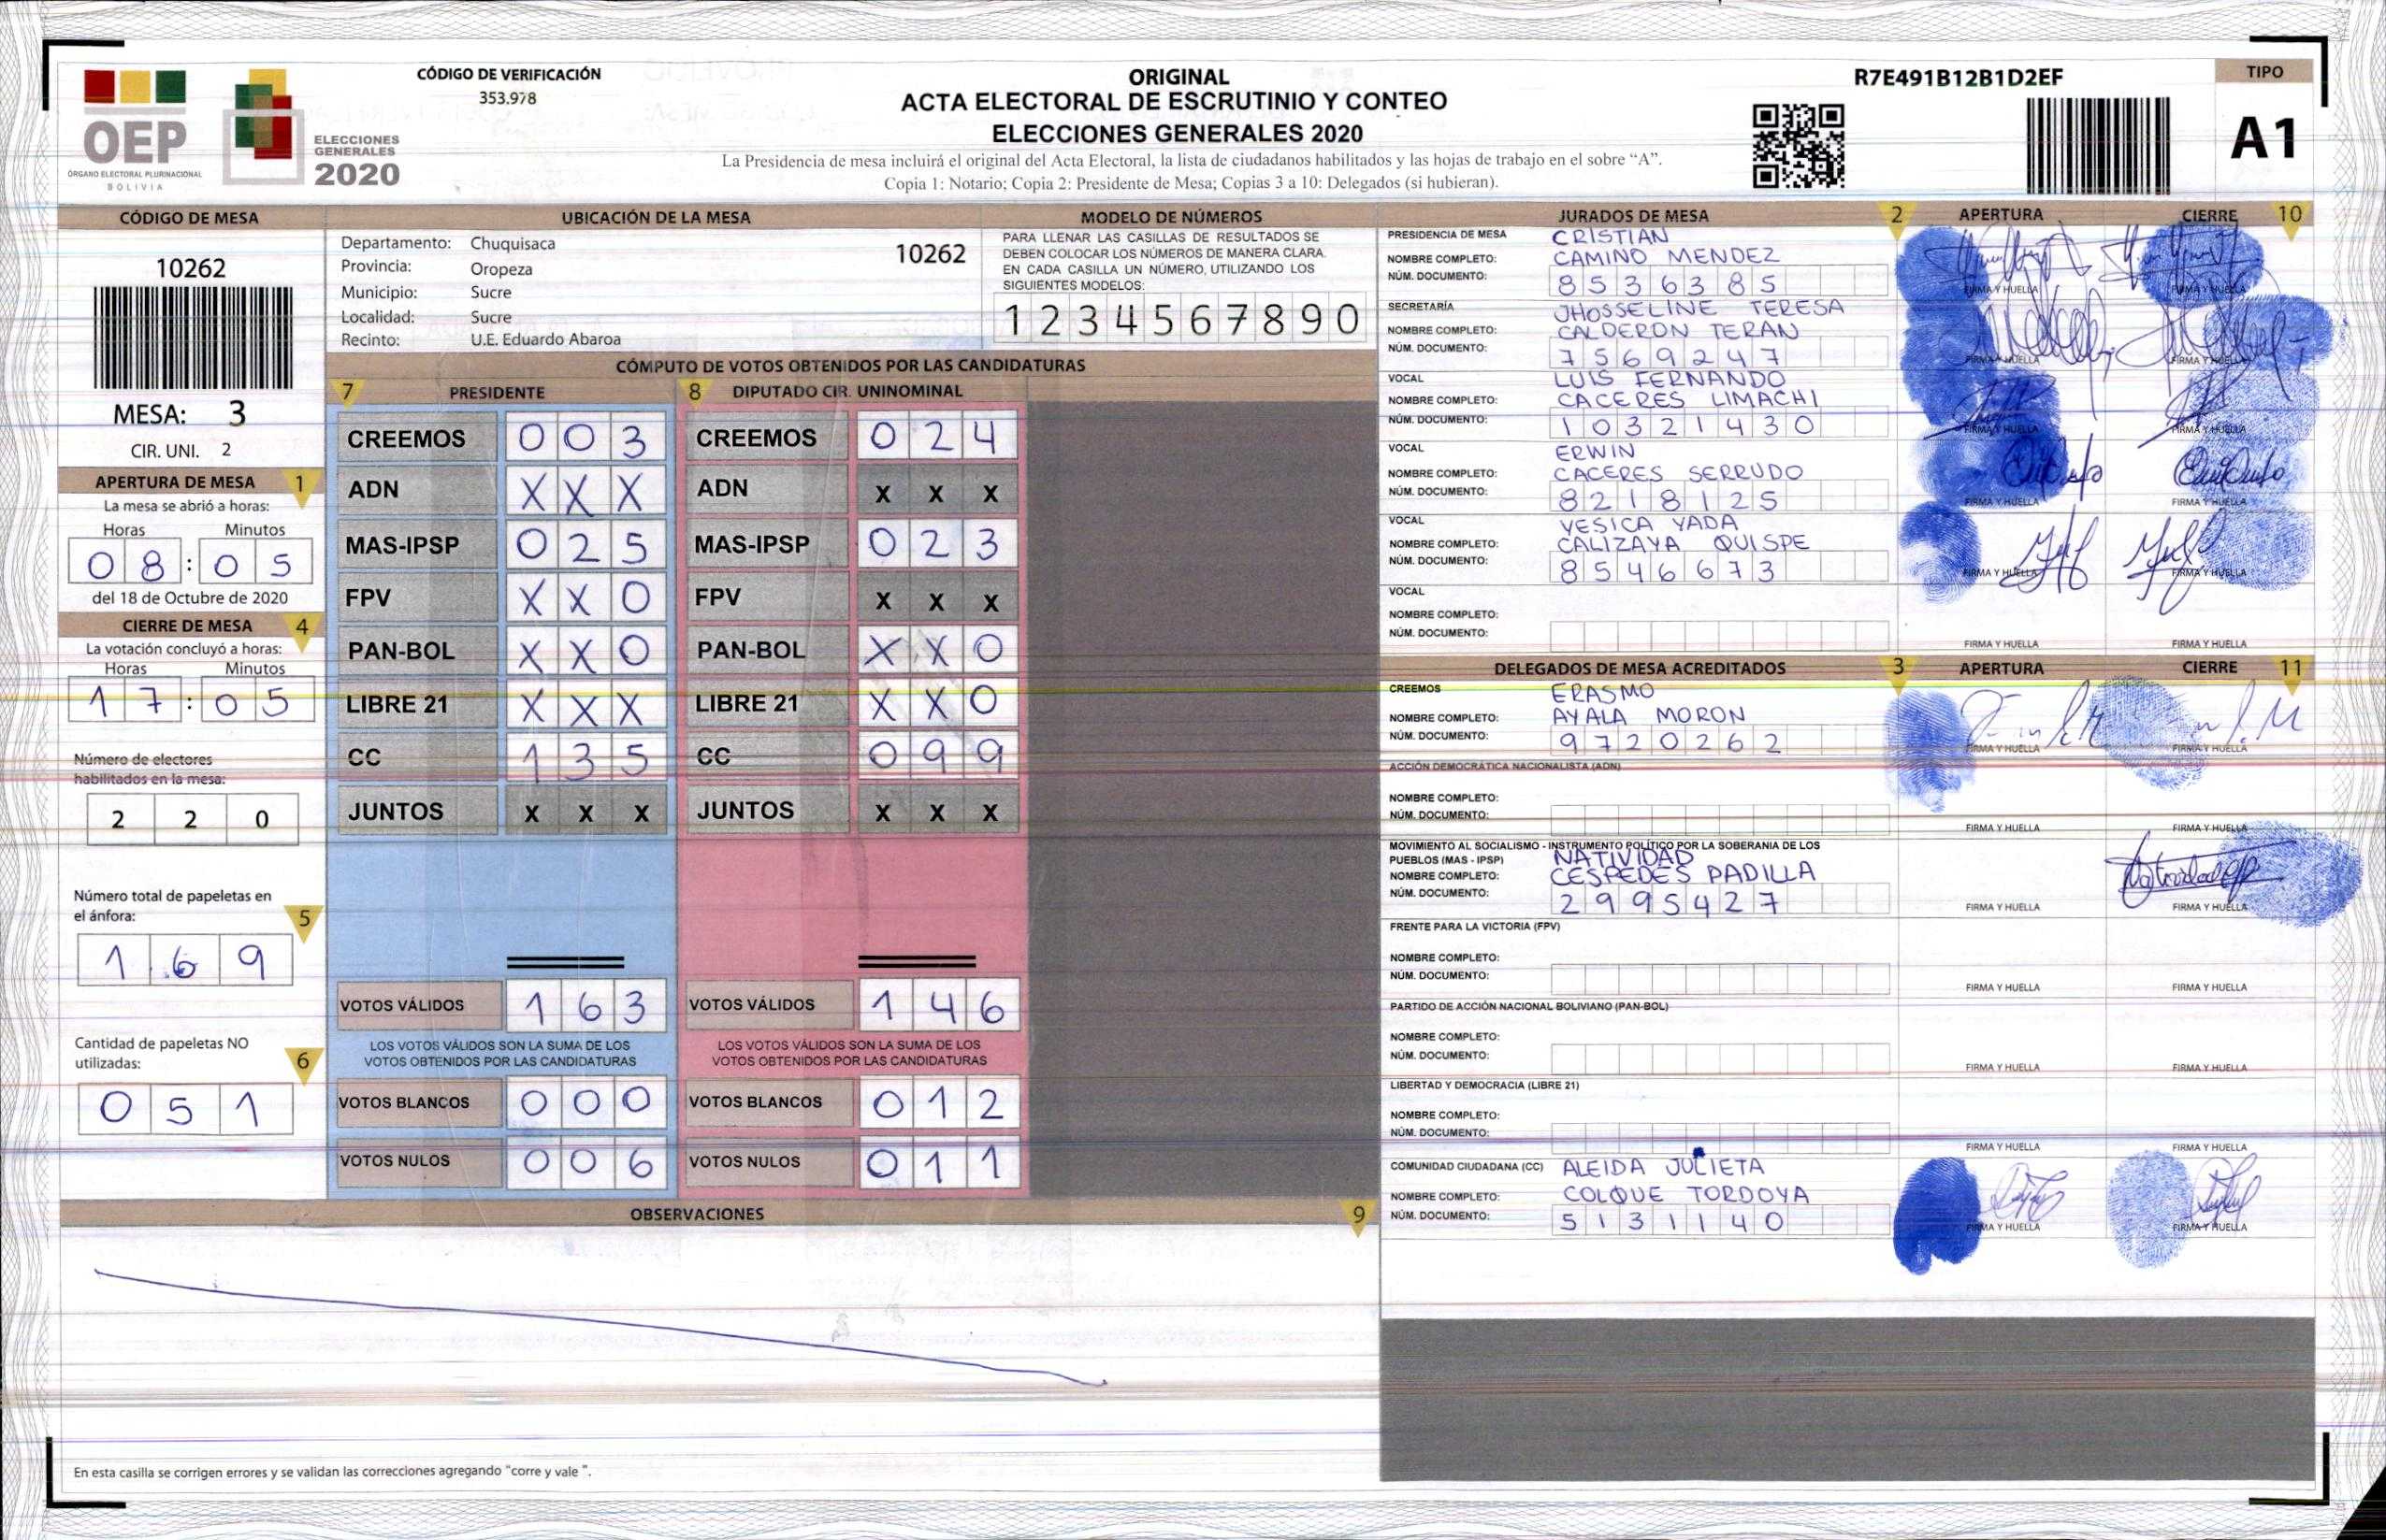 CÓDIGO DE VERIFICACIÓN
353.978
OEP
ÓRGANO ELECTORAL PLURINACIONAL
BOLIVIA
ELECCIONES
GENERALES
2020
ORIGINAL
ACTA ELECTORAL DE ESCRUTINIO Y CONTEO
ELECCIONES GENERALES 2020
La Presidencia de mesa incluirá el original del Acta Electoral, la lista de ciudadanos habilitados y las hojas de trabajo en el sobre “A”.
Copia 1: Notario; Copia 2: Presidente de Mesa; Copias 3 a 10: Delegados (si hubieran).
R7E491B12B1D2EF
TIPO
A1
CÓDIGO DE MESA
10262
MESA: 3
CIR. UNI. 2
APERTURA DE MESA 1
La mesa se abrió a horas:
Horas Minutos
08:05
del 18 de Octubre de 2020
CIERRE DE MESA 4
La votación concluyó a horas:
Horas Minutos
17:05
Número de electores
habilitados en la mesa:
2 2 0
Número total de papeletas en
el ánfora: 5
1 6 9
Cantidad de papeletas NO
utilizadas: 6
0 5 1
UBICACIÓN DE LA MESA
Departamento: Chuquisaca 10262
Provincia: Oropeza
Municipio: Sucre
Localidad: Sucre
Recinto: U.E. Eduardo Abaroa
MODELO DE NÚMEROS
PARA LLENAR LAS CASILLAS DE RESULTADOS SE
DEBEN COLOCAR LOS NÚMEROS DE MANERA CLARA.
EN CADA CASILLA UN NÚMERO, UTILIZANDO LOS
SIGUIENTES MODELOS:
1 2 3 4 5 6 7 8 9 0
CÓMPUTO DE VOTOS OBTENIDOS POR LAS CANDIDATURAS
7 PRESIDENTE
CREEMOS 0 0 3
ADN X X X
MAS-IPSP 0 2 5
FPV X X 0
PAN-BOL X X 0
LIBRE 21 X X X
CC 1 3 5
JUNTOS X X X
VOTOS VÁLIDOS 1 6 3
LOS VOTOS VÁLIDOS SON LA SUMA DE LOS
VOTOS OBTENIDOS POR LAS CANDIDATURAS
VOTOS BLANCOS 0 0 0
VOTOS NULOS 0 0 6
8 DIPUTADO CIR. UNINOMINAL
CREEMOS 0 2 4
ADN X X X
MAS-IPSP 0 2 3
FPV X X X
PAN-BOL X X 0
LIBRE 21 X X 0
CC 0 9 9
JUNTOS X X X
VOTOS VÁLIDOS 1 4 6
LOS VOTOS VÁLIDOS SON LA SUMA DE LOS
VOTOS OBTENIDOS POR LAS CANDIDATURAS
VOTOS BLANCOS 0 1 2
VOTOS NULOS 0 1 1
OBSERVACIONES 9
En esta casilla se corrigen errores y se validan las correcciones agregando “corre y vale ”.
JURADOS DE MESA 2 APERTURA CIERRE 10
PRESIDENCIA DE MESA CRISTIAN
NOMBRE COMPLETO: CAMINO MENDEZ
NÚM. DOCUMENTO: 8536385
FIRMA Y HUELLA FIRMA Y HUELLA
SECRETARÍA JHOSSELINE TERESA
NOMBRE COMPLETO: CALDERON TERAN
NÚM. DOCUMENTO: 7569247
FIRMA Y HUELLA FIRMA Y HUELLA
VOCAL LUIS FERNANDO
NOMBRE COMPLETO: CACERES LIMACHI
NÚM. DOCUMENTO: 10321430
FIRMA Y HUELLA FIRMA Y HUELLA
VOCAL ERWIN
NOMBRE COMPLETO: CACERES SERRUDO
NÚM. DOCUMENTO: 8218125
FIRMA Y HUELLA FIRMA Y HUELLA
VOCAL YESICA YADA
NOMBRE COMPLETO: CALIZAYA QUISPE
NÚM. DOCUMENTO: 8546673
FIRMA Y HUELLA FIRMA Y HUELLA
VOCAL
NOMBRE COMPLETO:
NÚM. DOCUMENTO:
FIRMA Y HUELLA FIRMA Y HUELLA
DELEGADOS DE MESA ACREDITADOS 3 APERTURA CIERRE 11
CREEMOS ERASMO
NOMBRE COMPLETO: AYALA MORON
NÚM. DOCUMENTO: 9720262
FIRMA Y HUELLA FIRMA Y HUELLA
ACCIÓN DEMOCRÁTICA NACIONALISTA (ADN)
NOMBRE COMPLETO:
NÚM. DOCUMENTO:
FIRMA Y HUELLA FIRMA Y HUELLA
MOVIMIENTO AL SOCIALISMO - INSTRUMENTO POLÍTICO POR LA SOBERANIA DE LOS
PUEBLOS (MAS - IPSP) NATIVIDAD
NOMBRE COMPLETO: CESPEDES PADILLA
NÚM. DOCUMENTO: 2995427
FIRMA Y HUELLA FIRMA Y HUELLA
FRENTE PARA LA VICTORIA (FPV)
NOMBRE COMPLETO:
NÚM. DOCUMENTO:
FIRMA Y HUELLA FIRMA Y HUELLA
PARTIDO DE ACCIÓN NACIONAL BOLIVIANO (PAN-BOL)
NOMBRE COMPLETO:
NÚM. DOCUMENTO:
FIRMA Y HUELLA FIRMA Y HUELLA
LIBERTAD Y DEMOCRACIA (LIBRE 21)
NOMBRE COMPLETO:
NÚM. DOCUMENTO:
FIRMA Y HUELLA FIRMA Y HUELLA
COMUNIDAD CIUDADANA (CC) ALEIDA JULIETA
NOMBRE COMPLETO: COLQUE TORDOYA
NÚM. DOCUMENTO: 5131140
FIRMA Y HUELLA FIRMA Y HUELLA